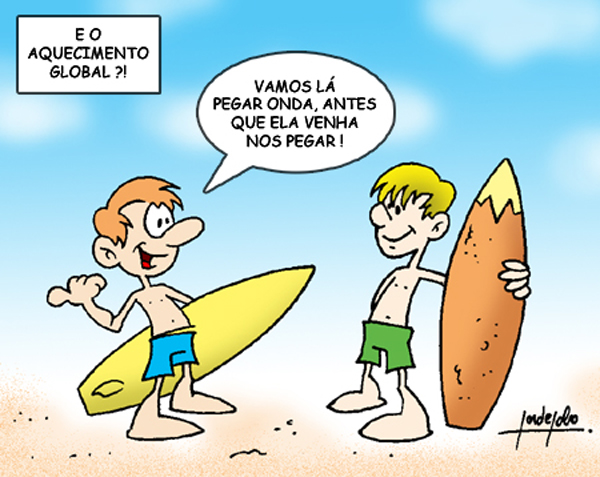 E O
AQUECIMENTO
GLOBAL ?!
VAMOS LÁ
PEGAR ONDA, ANTES
QUE ELA VENHA
NOS PEGAR !